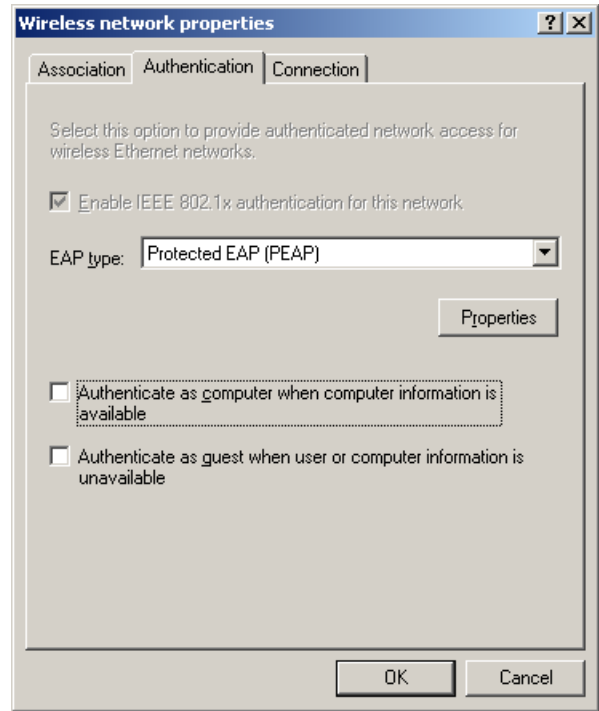 Wireless network properties
Association
Authentication
Connection
Select this option to provide authenticated network access for
wireless Ethernet networks.
Enable IEEE 802.1x authentication for this network
EAP type:
Protected EAP (PEAP)
Properties
Authenticate as computer when computer information is
available
Authenticate as guest when user or computer information is
unavailable
OK
Cancel